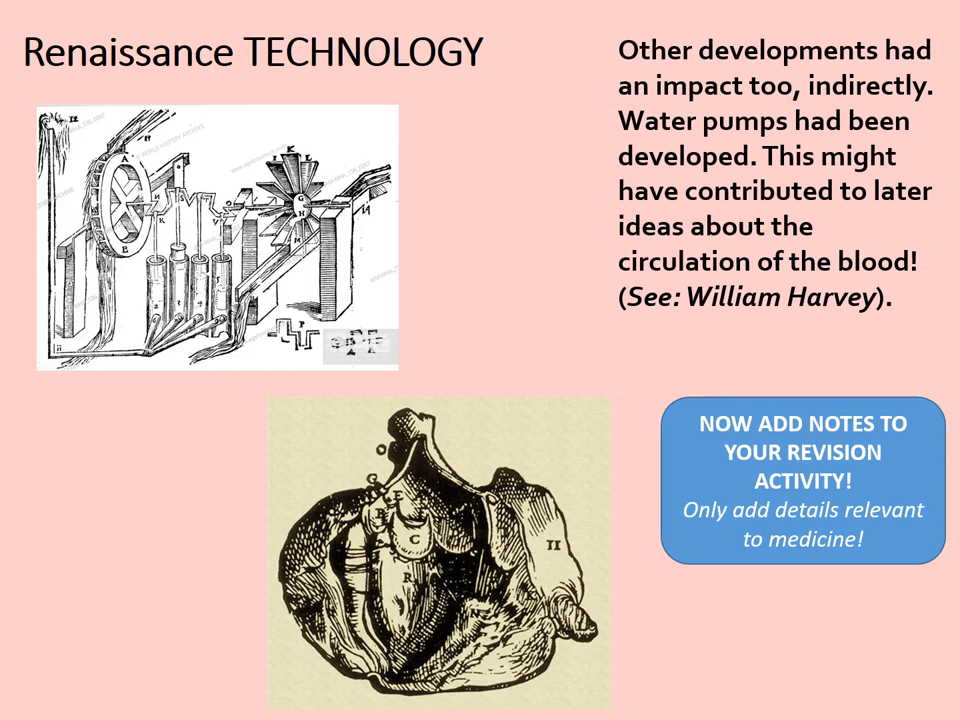 Renaissance TECHNOLOGY
Other developments had
an impact too, indirectly.
Water pumps had been
developed. This might
have contributed to later
ideas about the
circulation of the blood!
(See: William Harvey).
12
A
B
K
I
L
G
H
M
P
O
G
F
C
R
II
NOW ADD NOTES TO
YOUR REVISION
ACTIVITY!
Only add details relevant
to medicine!